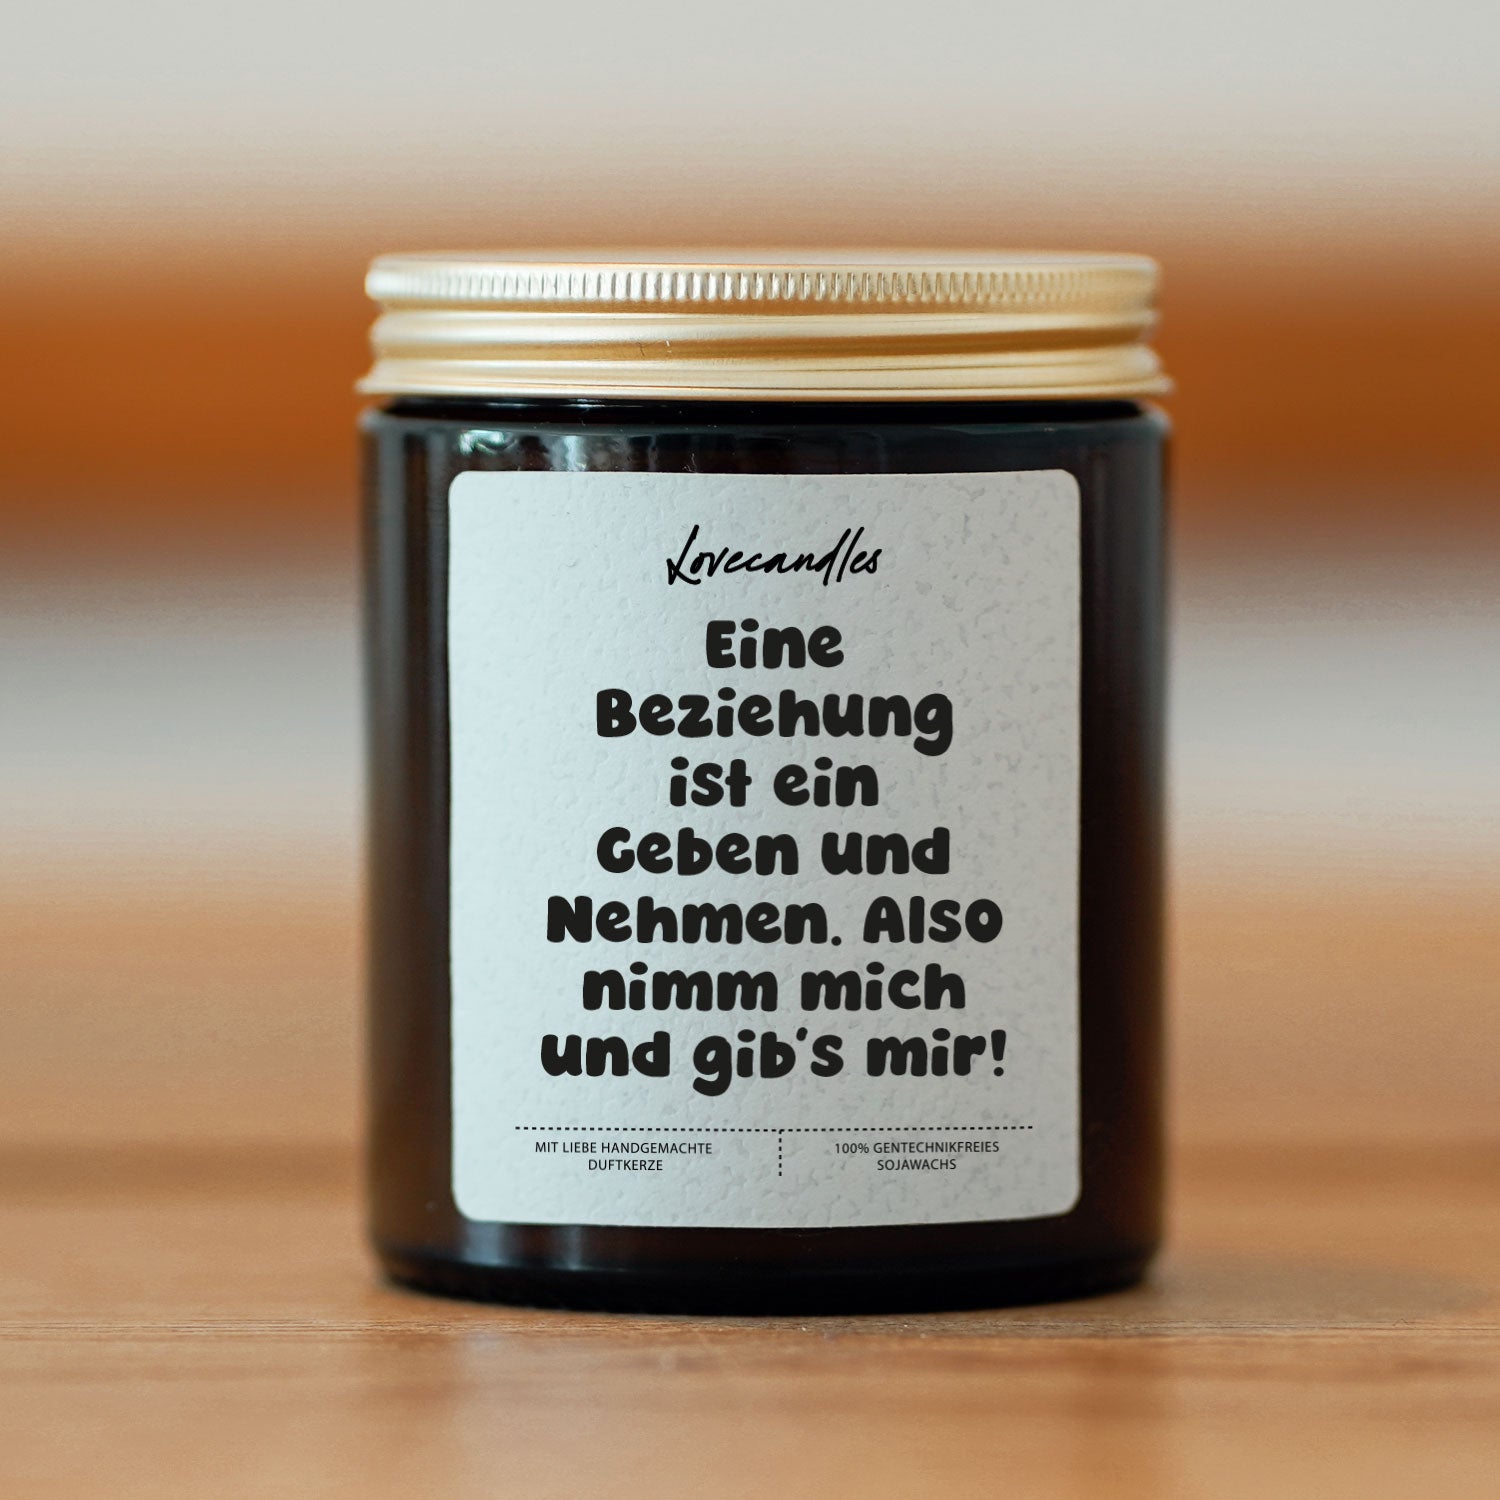 Lovecandles
Eine
Beziehung
ist ein
Geben und
Nehmen. Also
nimm mich
und gib's mir!
MIT LIEBE HANDGEMACHTE
DUFTKERZE
100% GENTECHNIKFREIES
SOJAWACHS